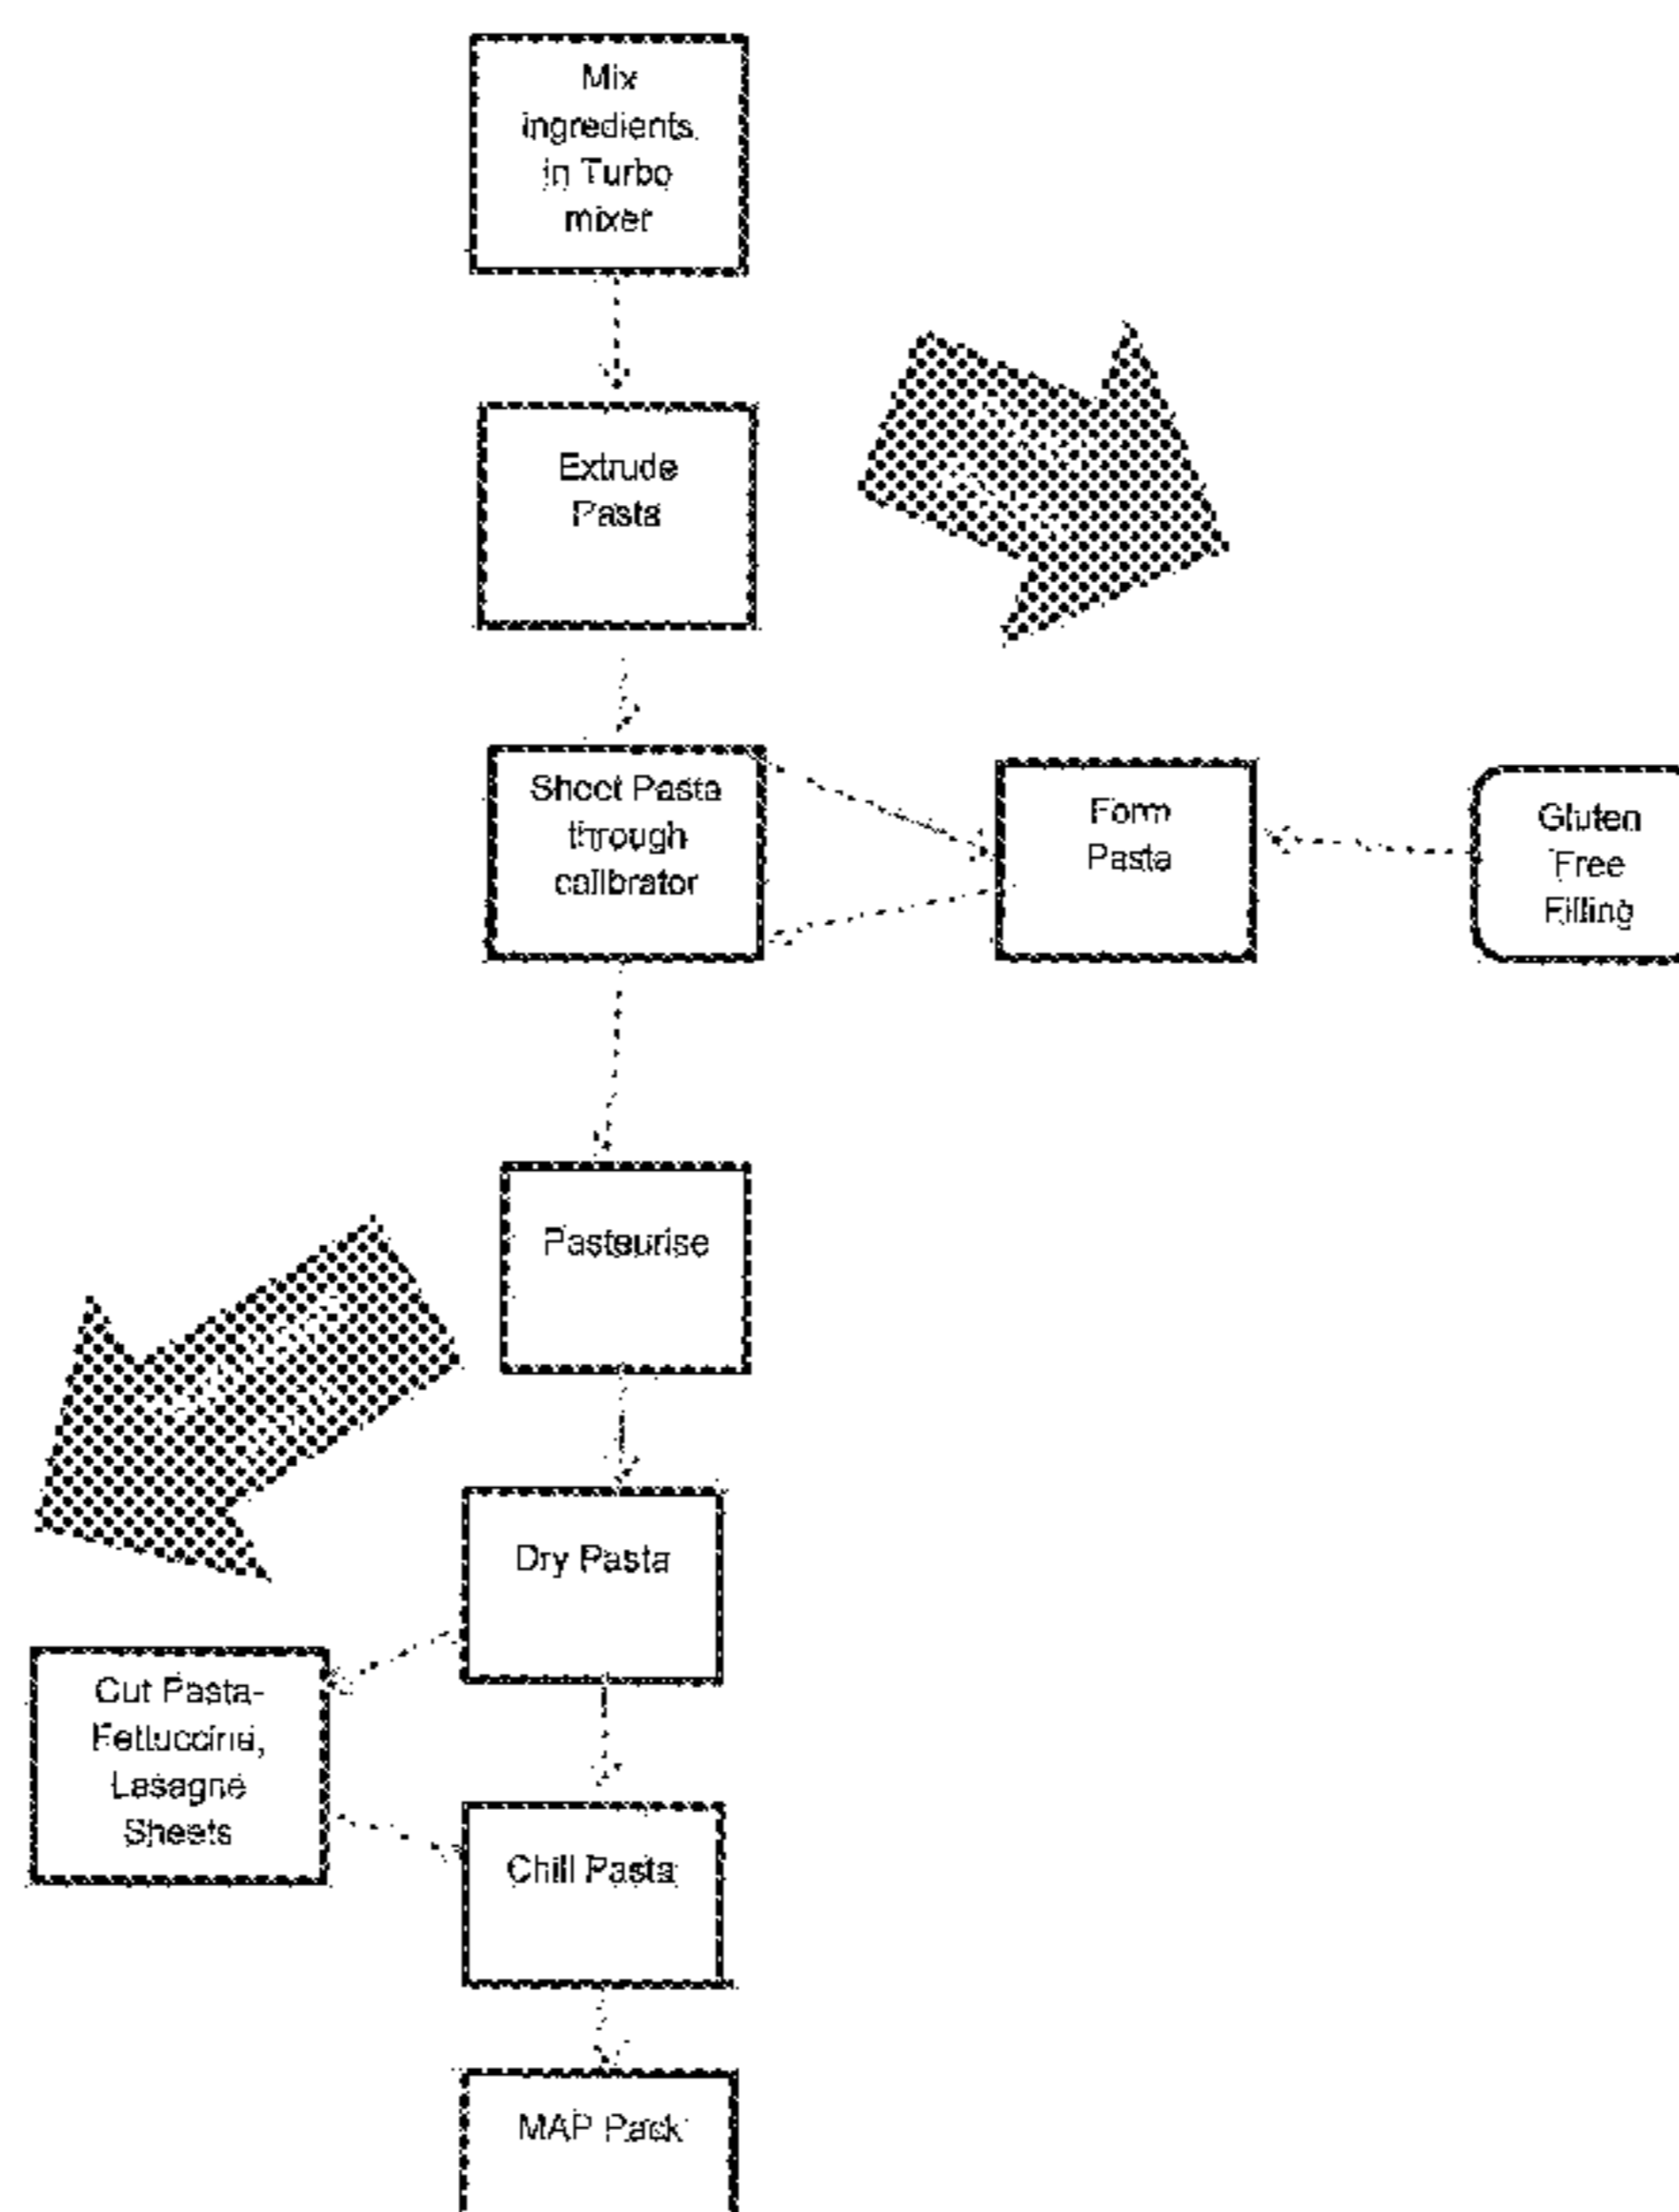 Mix
ingredients
in Turbo
mixer
Extrude
Pasta
Sheet Pasta
through
calibrator
Form
Pasta
Gluten
Free
Filling
Pasteurise
Dry Pasta
Cut Pasta-
Fettuccine,
Lasagne
Sheets
Chill Pasta
MAP Pack